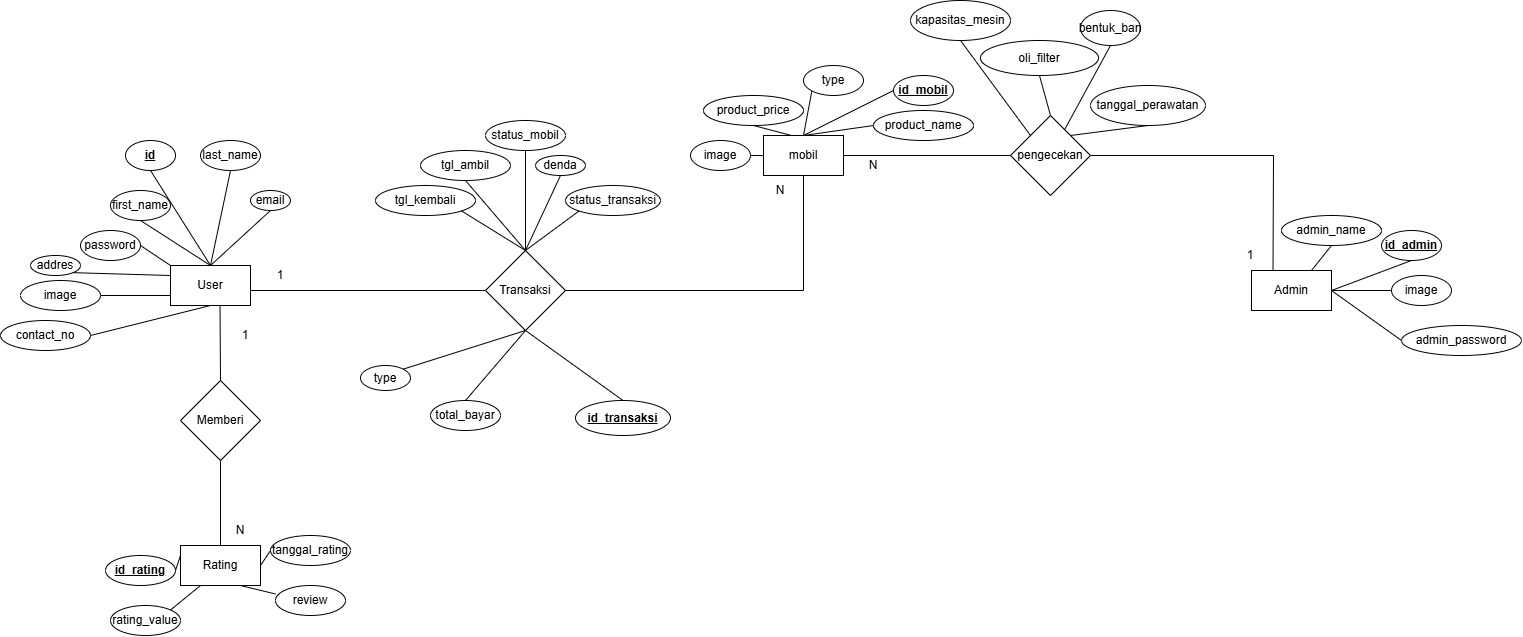 kapasitas_mesin
bentuk_ban
oli_filter
type
id_mobil
tanggal_perawatan
product_price
product_name
status_mobil
id
last_name
image
mobil
pengecekan
tgl_ambil
denda
N
N
tgl_kembali
status_transaksi
first_name
email
admin_name
password
id_admin
addres
1
1
User
Transaksi
Admin
image
image
contact_no
1
admin_password
type
total_bayar
id_transaksi
Memberi
N
tanggal_rating
id_rating
Rating
review
rating_value